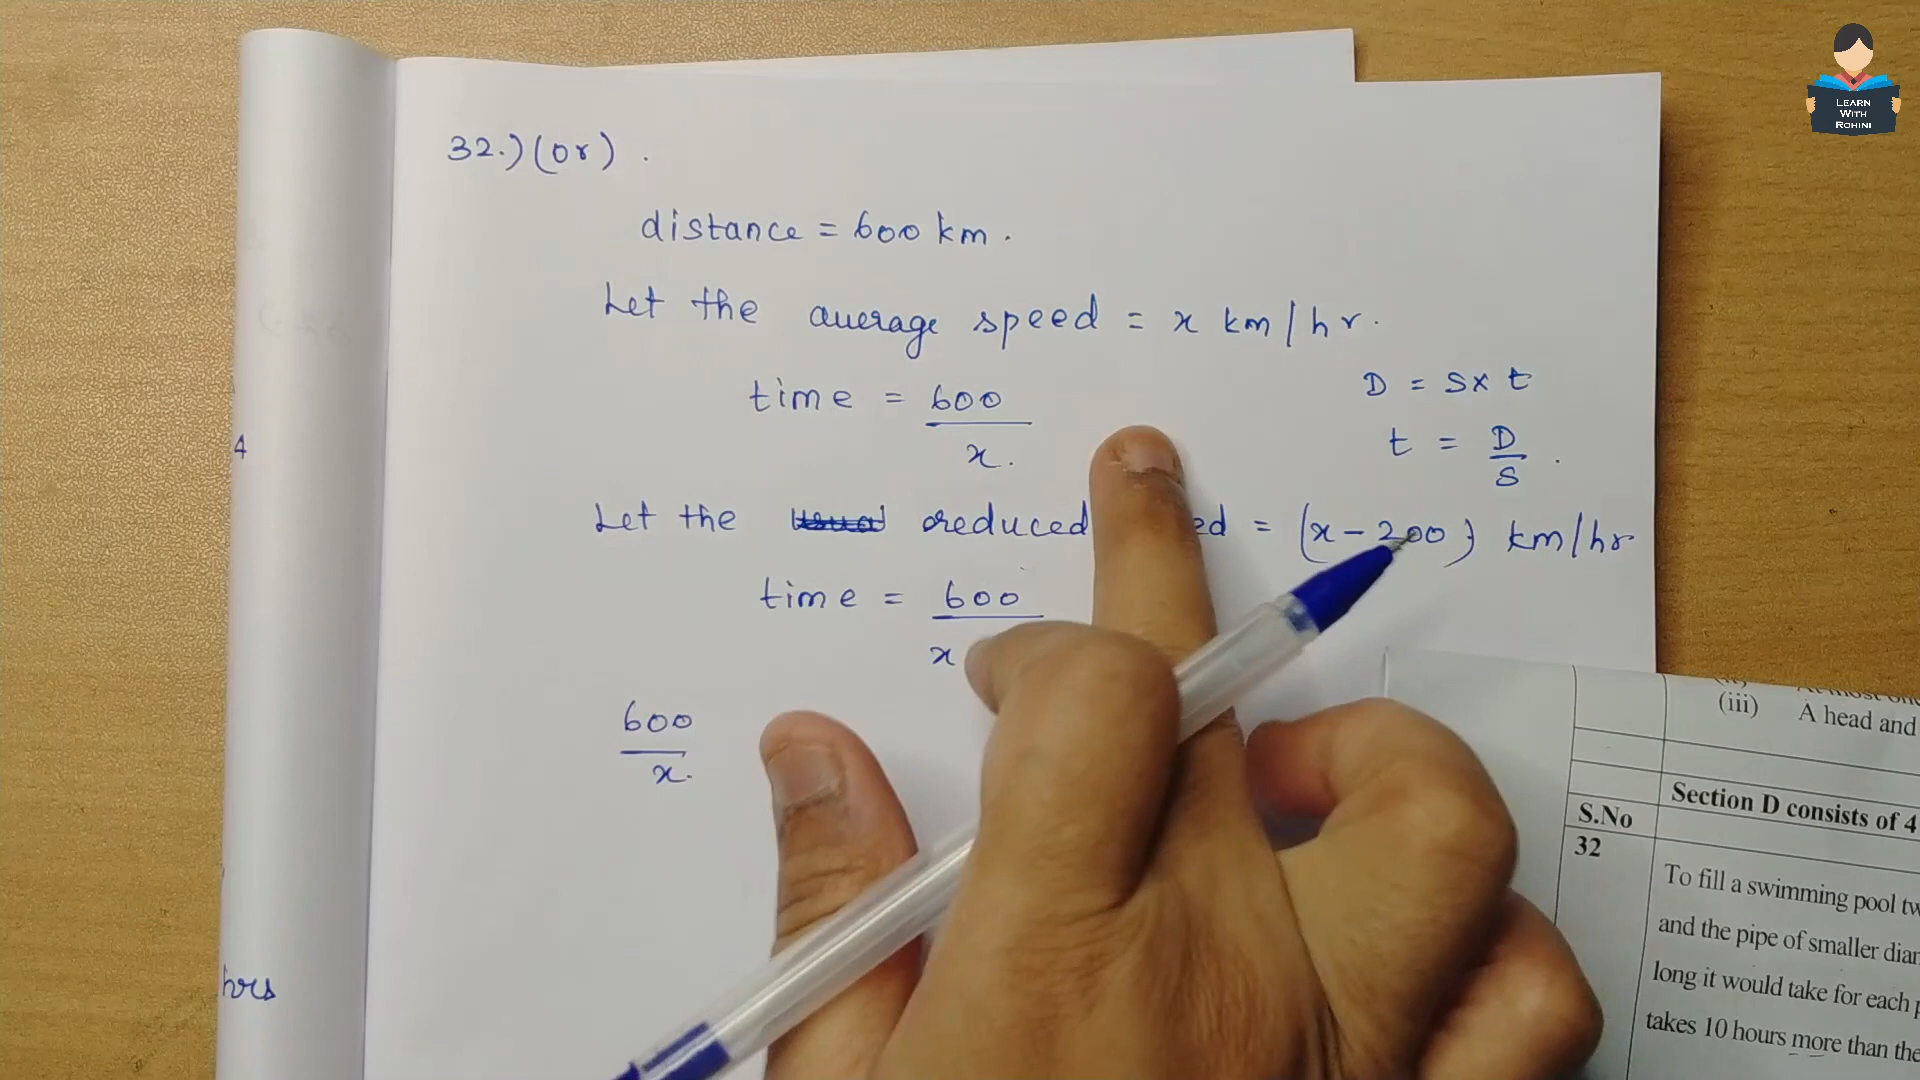 LEARN
WITH
ROHINI
32.) (or) .
distance = 600 km .
Let the average speed = x km/hr.
time = 600
x.
D = S x t
t = D
S .
4
Let the reduced = (x - 200) km/hr
time = 600
x
600
x.
hrs
(iii) A head and
Section D consists of 4
S.No
32
To fill a swimming pool
and the pipe of smaller
long it would take for each
takes 10 hours more than the